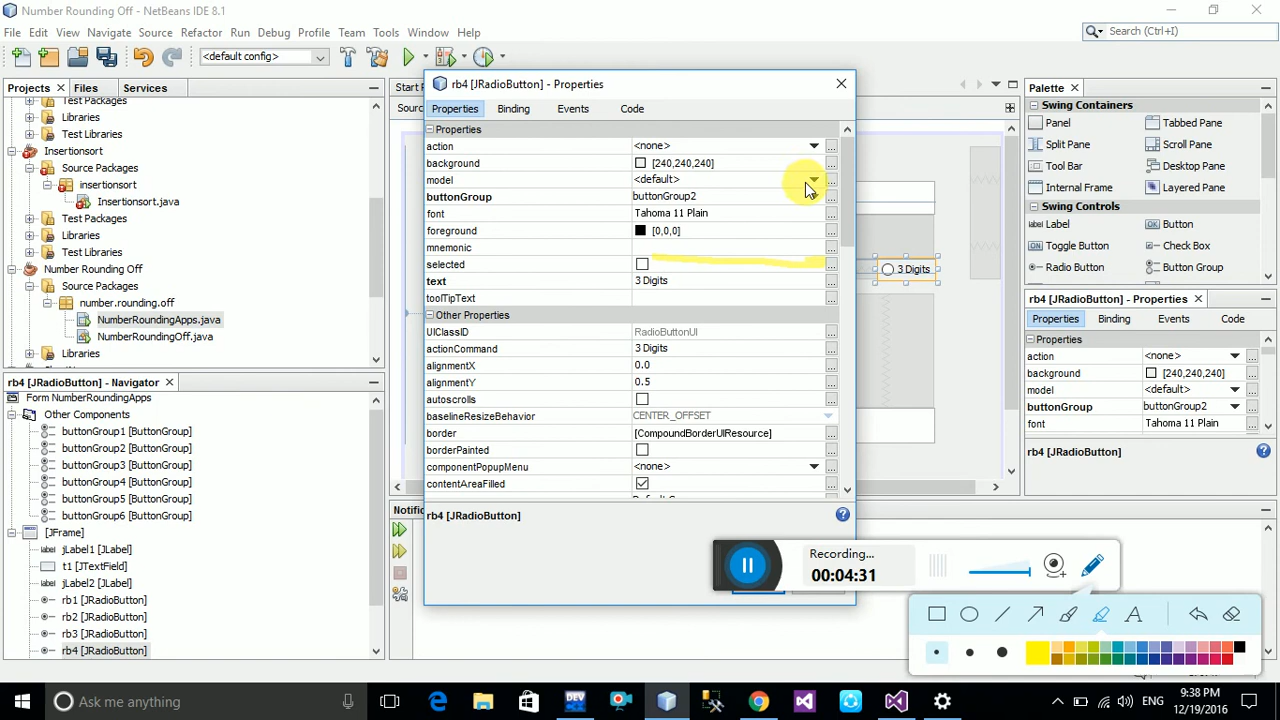 Number Rounding Off - NetBeans IDE 8.1
File Edit View Navigate Source Refactor Run Debug Profile Team Tools Window Help
Search (Ctrl+I)
<default config>
Projects Files Services
Test Packages
Libraries
Test Libraries
Insertionsort
Source Packages
insertionsort
Insertionsort.java
Test Packages
Libraries
Test Libraries
Number Rounding Off
Source Packages
number.rounding.off
NumberRoundingApps.java
NumberRoundingOff.java
Libraries
rb4 [JRadioButton] - Navigator
Form NumberRoundingApps
Other Components
buttonGroup1 [ButtonGroup]
buttonGroup2 [ButtonGroup]
buttonGroup3 [ButtonGroup]
buttonGroup4 [ButtonGroup]
buttonGroup5 [ButtonGroup]
buttonGroup6 [ButtonGroup]
[JFrame]
jLabel1 [JLabel]
t1 [JTextField]
jLabel2 [JLabel]
rb1 [JRadioButton]
rb2 [JRadioButton]
rb3 [JRadioButton]
rb4 [JRadioButton]
Start
Sourc
Notific
rb4 [JRadioButton] - Properties
Properties Binding Events Code
Properties
action <none>
background [240,240,240]
model <default>
buttonGroup buttonGroup2
font Tahoma 11 Plain
foreground [0,0,0]
mnemonic
selected
text 3 Digits
toolTipText
Other Properties
UIClassID RadioButtonUI
actionCommand 3 Digits
alignmentX 0.0
alignmentY 0.5
autoscrolls
baselineResizeBehavior CENTER_OFFSET
border [CompoundBorderUIResource]
borderPainted
componentPopupMenu <none>
contentAreaFilled
rb4 [JRadioButton]
3 Digits
Palette
Swing Containers
Panel Tabbed Pane
Split Pane Scroll Pane
Tool Bar Desktop Pane
Internal Frame Layered Pane
Swing Controls
Label Button
Toggle Button Check Box
Radio Button Button Group
rb4 [JRadioButton] - Properties
Properties Binding Events Code
Properties
action <none>
background [240,240,240]
model <default>
buttonGroup buttonGroup2
font Tahoma 11 Plain
rb4 [JRadioButton]
Recording...
00:04:31
A
Ask me anything
DEV
ENG
9:38 PM
12/19/2016